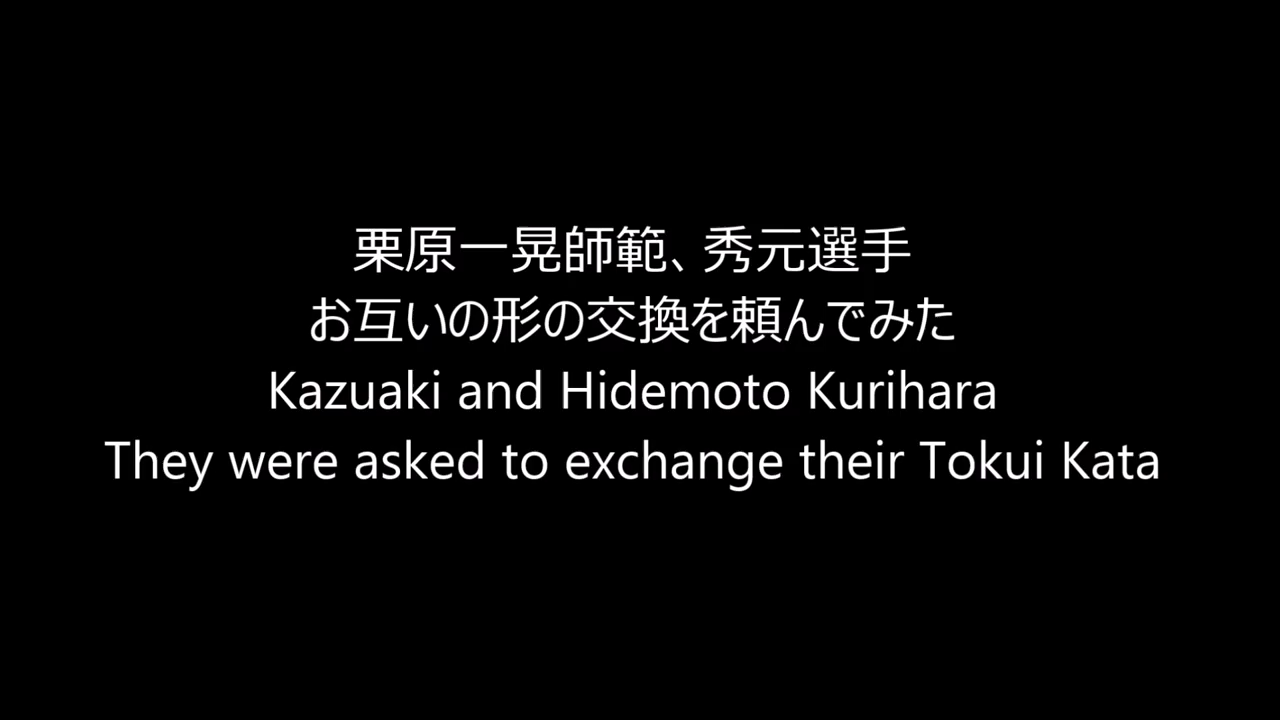 栗原一晃師範、秀元選手
お互いの形の交換を頼んでみた
Kazuaki and Hidemoto Kurihara
They were asked to exchange their Tokui Kata